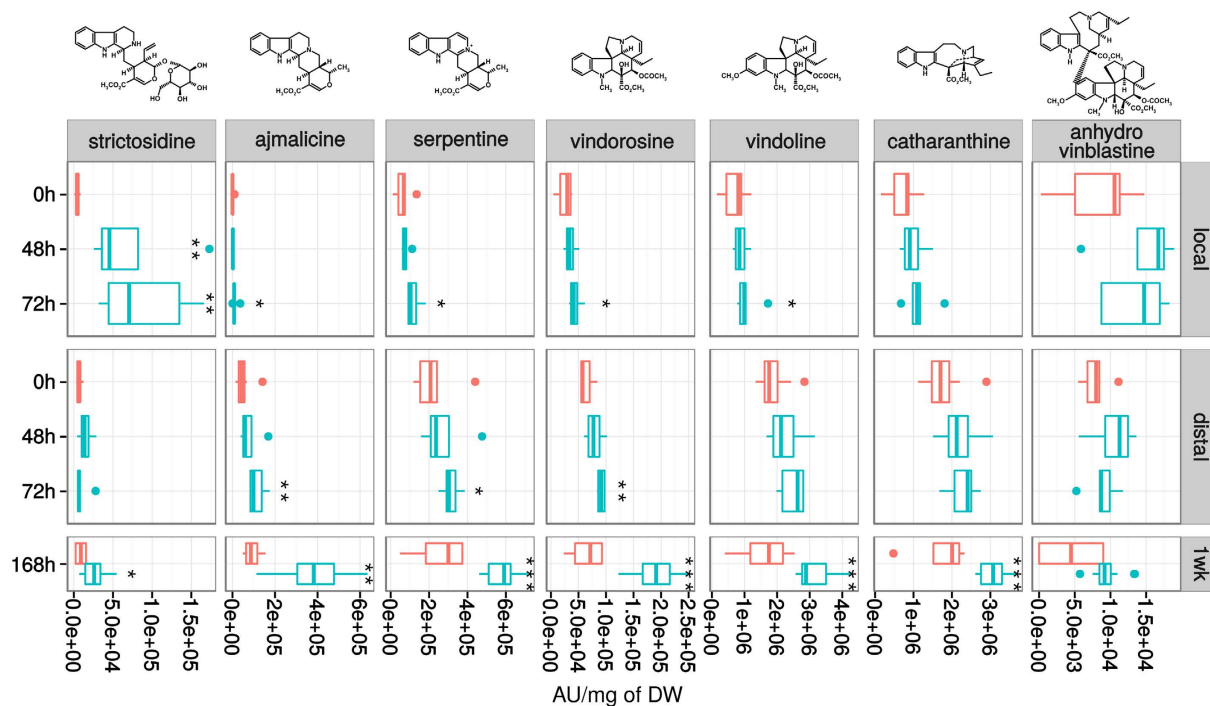 strictosidine
ajmalicine
serpentine
vindorosine
vindoline
catharanthine
anhydro
vinblastine
0h
48h
**
72h
**
*
*
*
*
local
0h
48h
72h
**
*
**
distal
168h
*
**
***
***
***
***
1wk
0.0e+00
5.0e+04
1.0e+05
1.5e+05
0e+00
2e+05
4e+05
6e+05
0e+00
2e+06
4e+06
6e+06
0.0e+00
5.0e+04
1.0e+05
1.5e+05
2.0e+05
2.5e+05
0e+00
1e+06
2e+06
3e+06
4e+06
0e+00
1e+06
2e+06
3e+06
0.0e+00
5.0e+03
1.0e+04
1.5e+04
AU/mg of DW